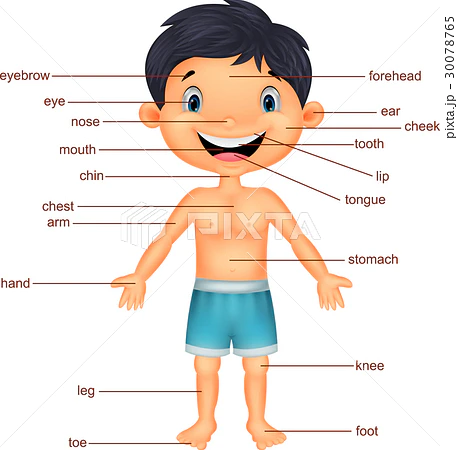 eyebrow
forehead
eye
ear
nose
cheek
mouth
tooth
chin
lip
tongue
chest
arm
stomach
hand
knee
leg
foot
toe
PIXTA
pixta.jp - 30078765